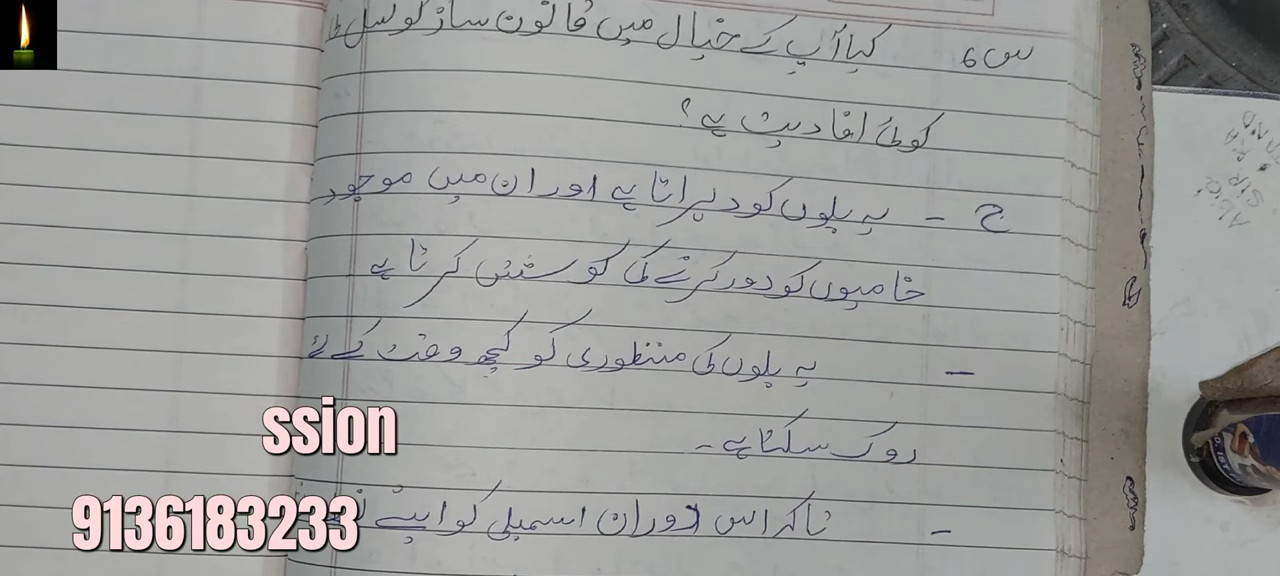 س 6 کیا آپ کے خیال میں قانون ساز کونسل کا
کوئی افادیت ہے؟
ج - یہ بلوں کو دہراتا ہے اور ان میں موجود
خامیوں کو دور کرنے کی کوشش کرتا ہے
- یہ بلوں کی منظوری کو کچھ وقت کے لئے
روک سکتا ہے -
- تاکہ اس دوران اسمبلی کو اپنے
ssion
9136183233